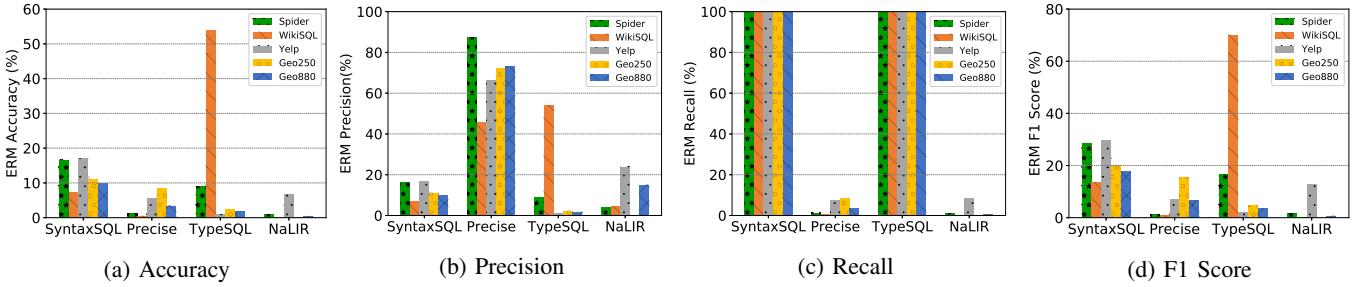 60
50
40
30
20
10
0
ERM Accuracy (%)
Spider
WikiSQL
Yelp
Geo250
Geo880
SyntaxSQL Precise TypeSQL NaLIR
(a) Accuracy
100
80
60
40
20
0
ERM Precision(%)
Spider
WikiSQL
Yelp
Geo250
Geo880
SyntaxSQL Precise TypeSQL NaLIR
(b) Precision
100
80
60
40
20
0
ERM Recall (%)
Spider
WikiSQL
Yelp
Geo250
Geo880
SyntaxSQL Precise TypeSQL NaLIR
(c) Recall
80
60
40
20
0
ERM F1 Score (%)
Spider
WikiSQL
Yelp
Geo250
Geo880
SyntaxSQL Precise TypeSQL NaLIR
(d) F1 Score